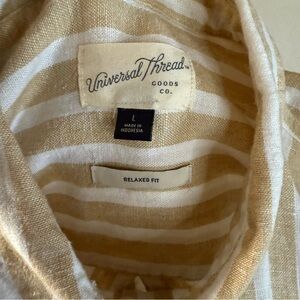 Universal Thread
GOODS
CO.
L
MADE IN
INDONESIA
RELAXED FIT